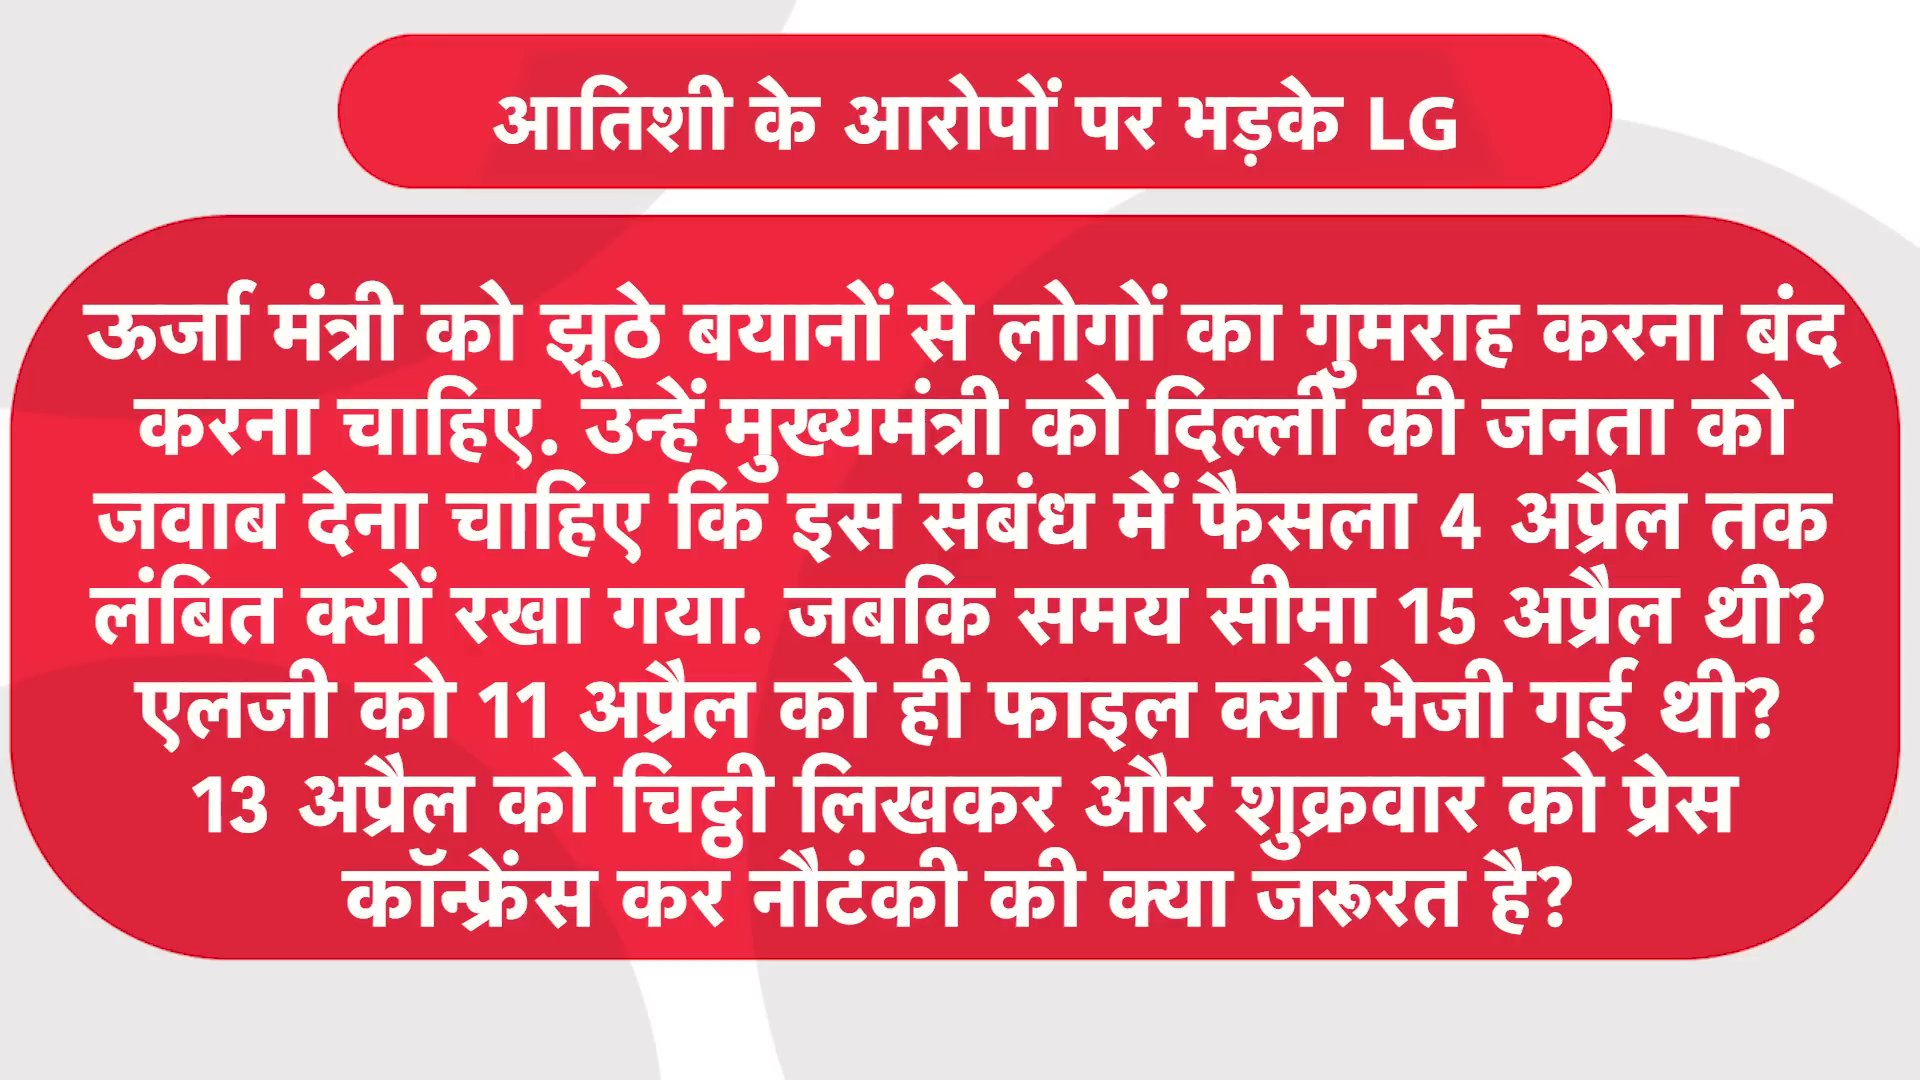 आतिशी के आरोपों पर भड़के LG
ऊर्जा मंत्री को झूठे बयानों से लोगों का गुमराह करना बंद
करना चाहिए. उन्हें मुख्यमंत्री को दिल्ली की जनता को
जवाब देना चाहिए कि इस संबंध में फैसला 4 अप्रैल तक
लंबित क्यों रखा गया. जबकि समय सीमा 15 अप्रैल थी?
एलजी को 11 अप्रैल को ही फाइल क्यों भेजी गई थी?
13 अप्रैल को चिट्ठी लिखकर और शुक्रवार को प्रेस
कॉन्फ्रेंस कर नौटंकी की क्या जरूरत है?